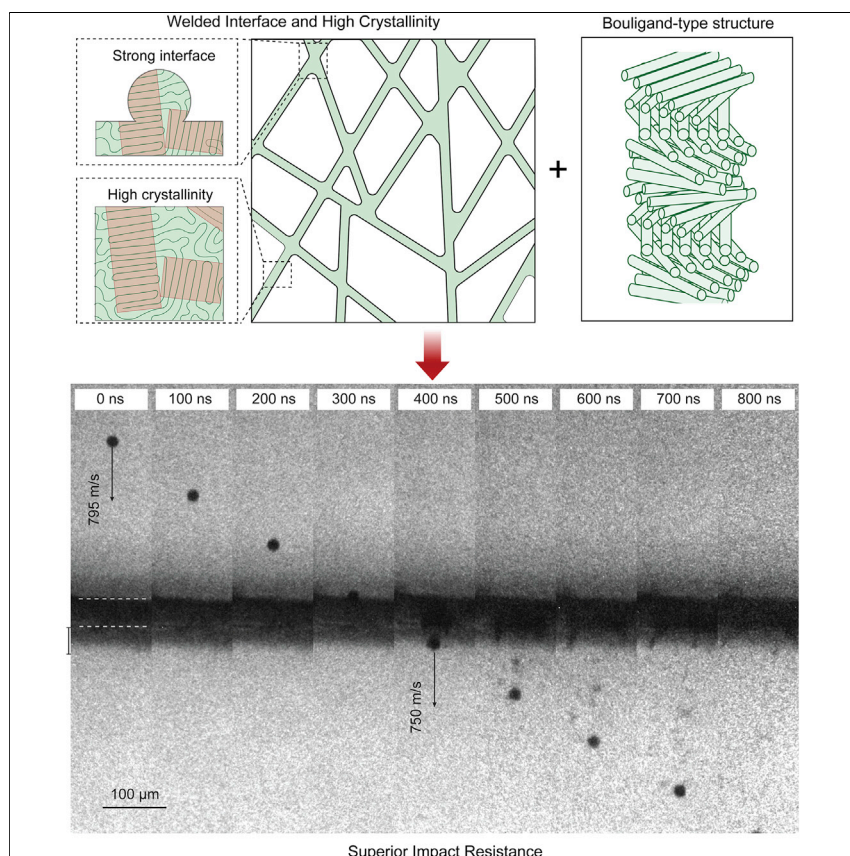 Welded Interface and High Crystallinity
Bouligand-type structure
Strong interface
High crystallinity
+
0 ns
100 ns
200 ns
300 ns
400 ns
500 ns
600 ns
700 ns
800 ns
795 m/s
750 m/s
100 µm
Superior Impact Resistance